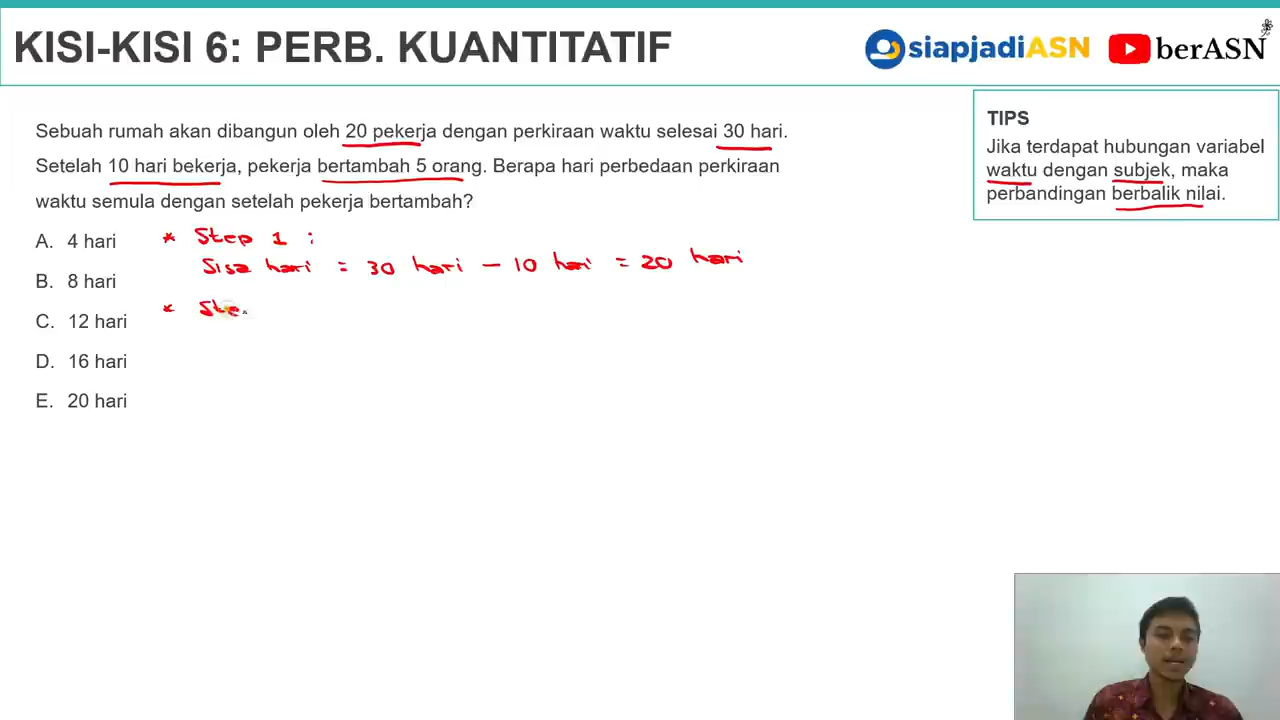 KISI-KISI 6: PERB. KUANTITATIF
siapjadiASN
berASN
Sebuah rumah akan dibangun oleh 20 pekerja dengan perkiraan waktu selesai 30 hari.
Setelah 10 hari bekerja, pekerja bertambah 5 orang. Berapa hari perbedaan perkiraan
waktu semula dengan setelah pekerja bertambah?
A. 4 hari
B. 8 hari
C. 12 hari
D. 16 hari
E. 20 hari
* Step 1 :
Sisa hari = 30 hari - 10 hari = 20 hari
* Ste
TIPS
Jika terdapat hubungan variabel
waktu dengan subjek, maka
perbandingan berbalik nilai.